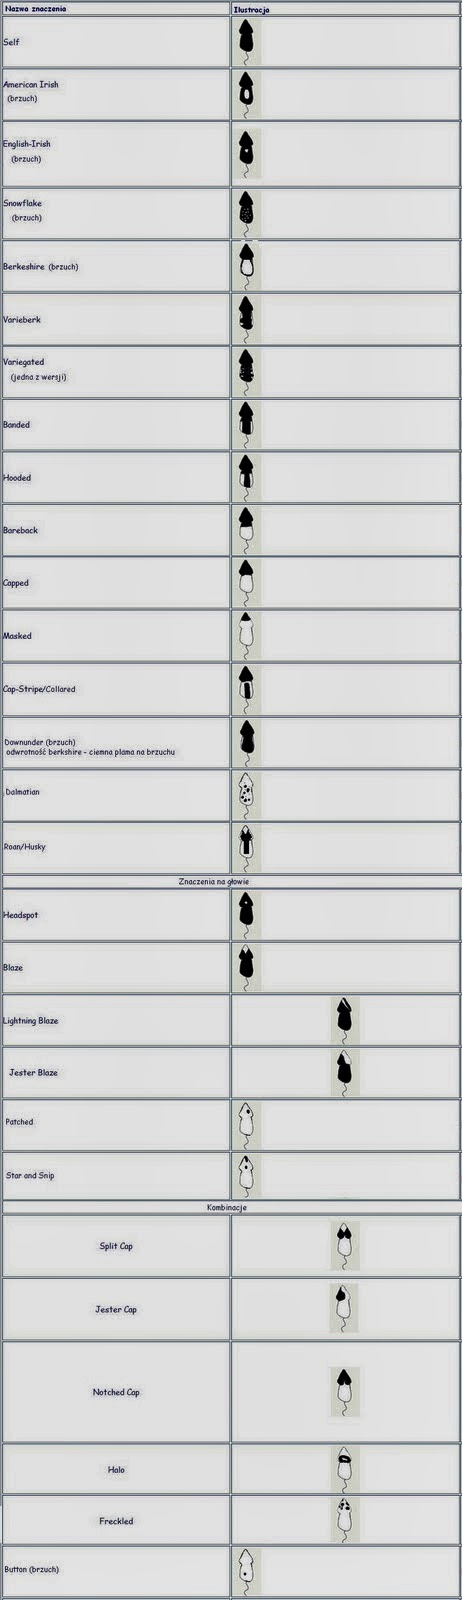 Nazwa znaczenia Ilustracja
Self
American Irish
(brzuch)
English-Irish
(brzuch)
Snowflake
(brzuch)
Berkeshire (brzuch)
Varieberk
Variegated
(jedna z wersji)
Banded
Hooded
Bareback
Capped
Masked
Cap-Stripe/Collared
Downunder (brzuch)
odwrotność berkshire - ciemna plama na brzuchu
Dalmatian
Roan/Husky
Znaczenia na głowie
Headspot
Blaze
Lightning Blaze
Jester Blaze
Patched
Star and Snip
Kombinacje
Split Cap
Jester Cap
Notched Cap
Halo
Freckled
Button (brzuch)